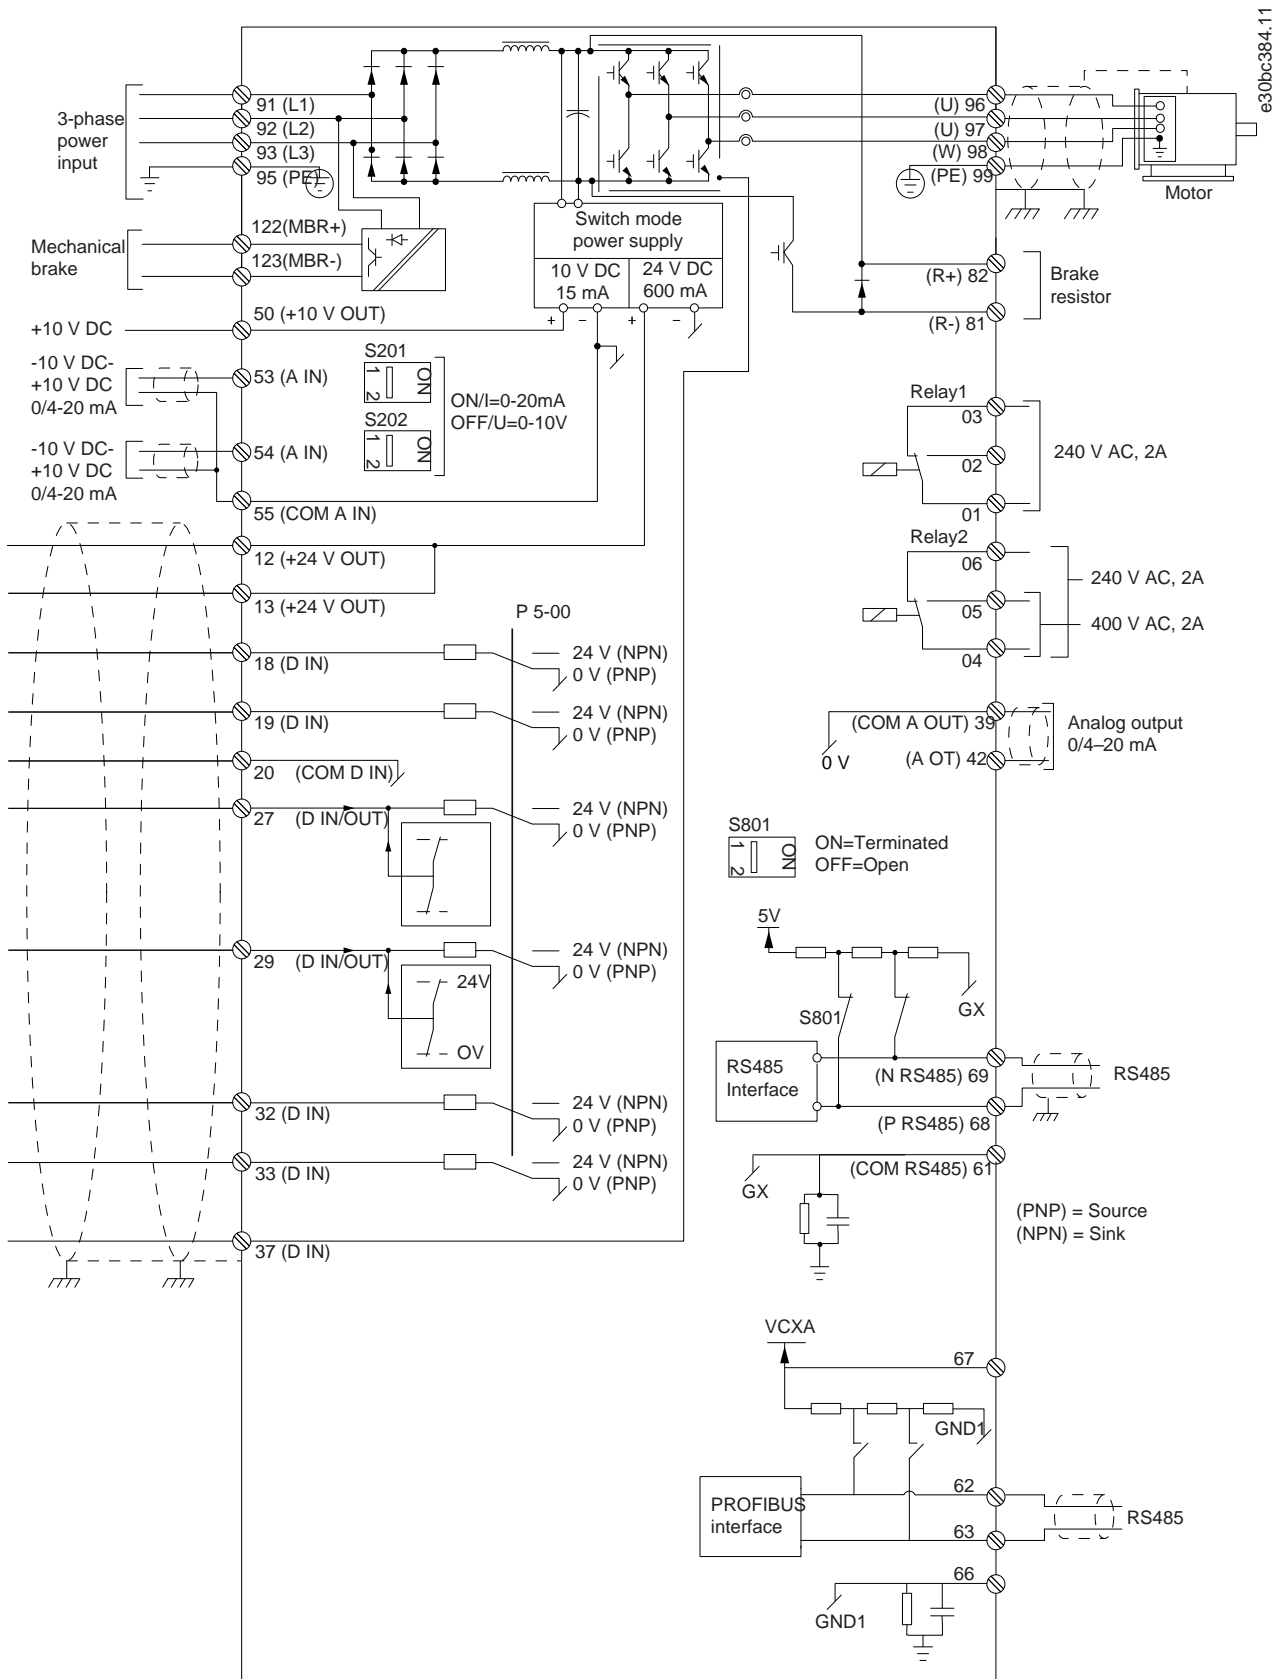 e30bc384.11
3-phase
power
input
91 (L1)
92 (L2)
93 (L3)
95 (PE)
(U) 96
(U) 97
(W) 98
(PE) 99
Motor
Switch mode
power supply
10 V DC
15 mA
24 V DC
600 mA
+ − + −
Mechanical
brake
122(MBR+)
123(MBR-)
(R+) 82
(R-) 81
Brake
resistor
+10 V DC
50 (+10 V OUT)
-10 V DC-
+10 V DC
0/4-20 mA
53 (A IN)
S201
1 2 ON
S202
1 2 ON
ON/I=0-20mA
OFF/U=0-10V
-10 V DC-
+10 V DC
0/4-20 mA
54 (A IN)
55 (COM A IN)
12 (+24 V OUT)
13 (+24 V OUT)
Relay1
03
02
01
240 V AC, 2A
Relay2
06
05
04
240 V AC, 2A
400 V AC, 2A
P 5-00
18 (D IN)
24 V (NPN)
0 V (PNP)
19 (D IN)
24 V (NPN)
0 V (PNP)
20 (COM D IN)
27 (D IN/OUT)
24 V (NPN)
0 V (PNP)
29 (D IN/OUT)
24 V (NPN)
0 V (PNP)
24V
OV
32 (D IN)
24 V (NPN)
0 V (PNP)
33 (D IN)
24 V (NPN)
0 V (PNP)
37 (D IN)
(COM A OUT) 39
0 V
(A OT) 42
Analog output
0/4–20 mA
S801
1 2 ON
ON=Terminated
OFF=Open
5V
GX
S801
RS485
Interface
(N RS485) 69
RS485
(P RS485) 68
(COM RS485) 61
GX
(PNP) = Source
(NPN) = Sink
VCXA
67
GND1
PROFIBUS
interface
62
63
RS485
66
GND1